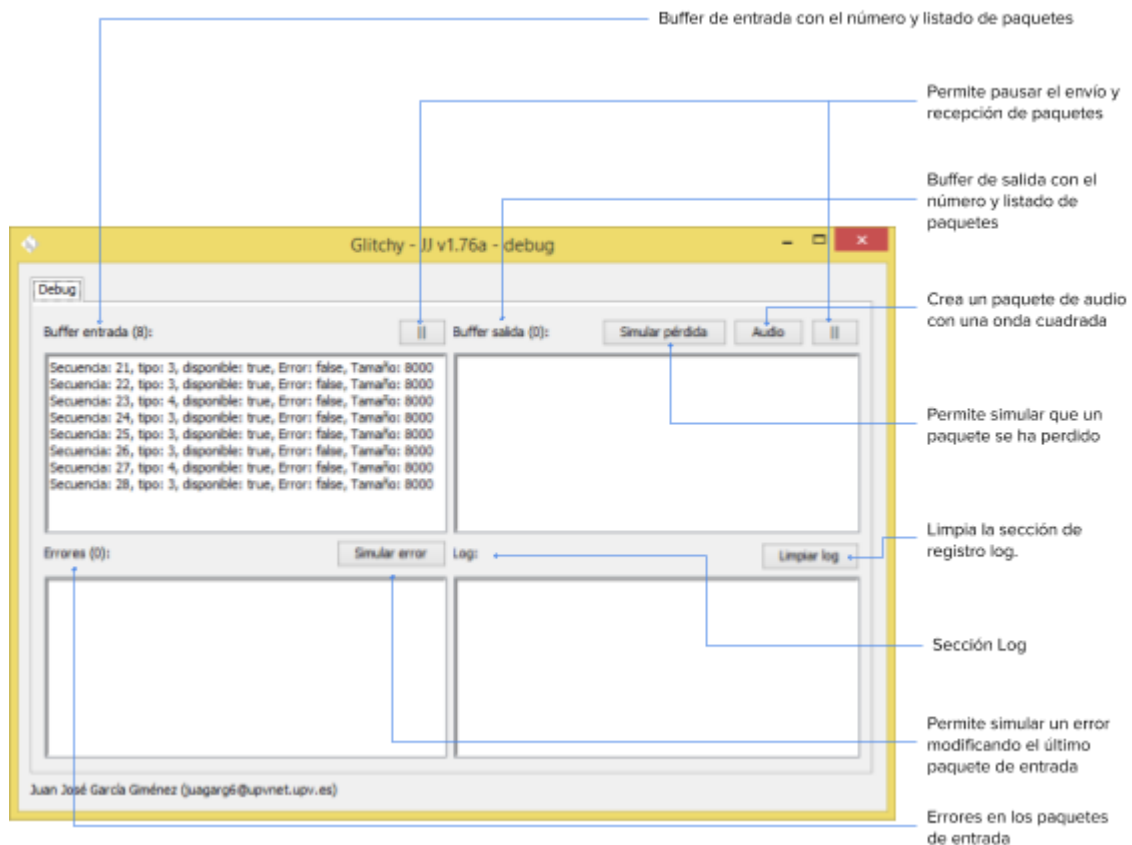 Buffer de entrada con el número y listado de paquetes
Permite pausar el envío y
recepción de paquetes
Buffer de salida con el
número y listado de
paquetes
Glitchy - JJ v1.76a - debug
Debug
Crea un paquete de audio
con una onda cuadrada
Buffer entrada (8):
||
Buffer salida (0):
Simular pérdida
Audio
||
Secuencia: 21, tipo: 3, disponible: true, Error: false, Tamaño: 8000
Secuencia: 22, tipo: 3, disponible: true, Error: false, Tamaño: 8000
Secuencia: 23, tipo: 4, disponible: true, Error: false, Tamaño: 8000
Secuencia: 24, tipo: 3, disponible: true, Error: false, Tamaño: 8000
Secuencia: 25, tipo: 3, disponible: true, Error: false, Tamaño: 8000
Secuencia: 26, tipo: 3, disponible: true, Error: false, Tamaño: 8000
Secuencia: 27, tipo: 4, disponible: true, Error: false, Tamaño: 8000
Secuencia: 28, tipo: 3, disponible: true, Error: false, Tamaño: 8000
Permite simular que un
paquete se ha perdido
Limpia la sección de
registro log.
Errores (0):
Simular error
Log:
Limpiar log
Sección Log
Permite simular un error
modificando el último
paquete de entrada
Juan José García Giménez (juagarg6@upvnet.upv.es)
Errores en los paquetes
de entrada